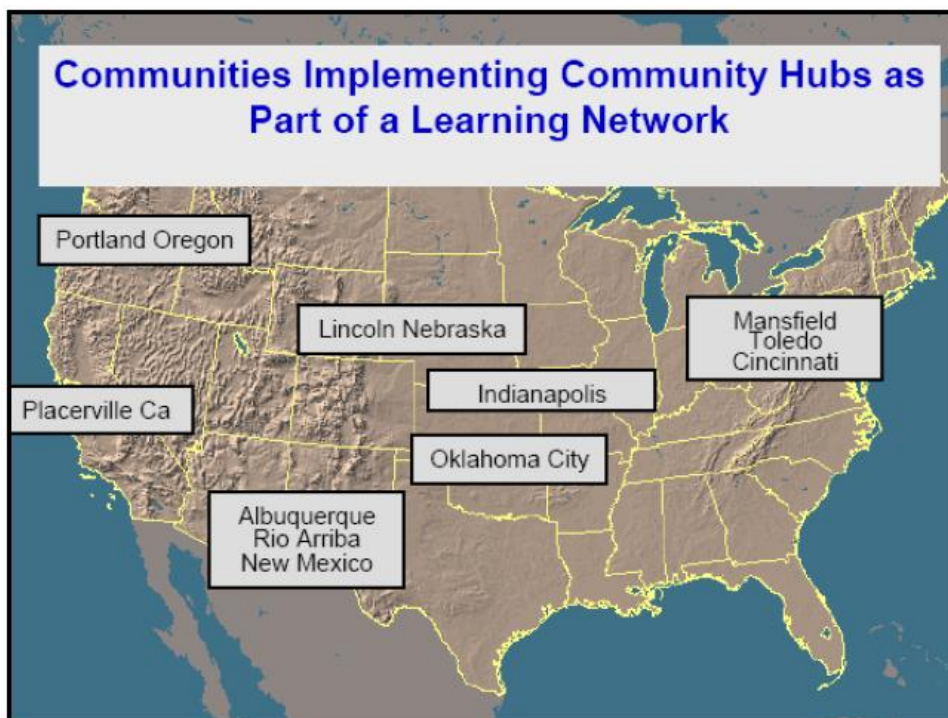 Communities Implementing Community Hubs as
Part of a Learning Network
Portland Oregon
Lincoln Nebraska
Mansfield
Toledo
Cincinnati
Placerville Ca
Indianapolis
Oklahoma City
Albuquerque
Rio Arriba
New Mexico